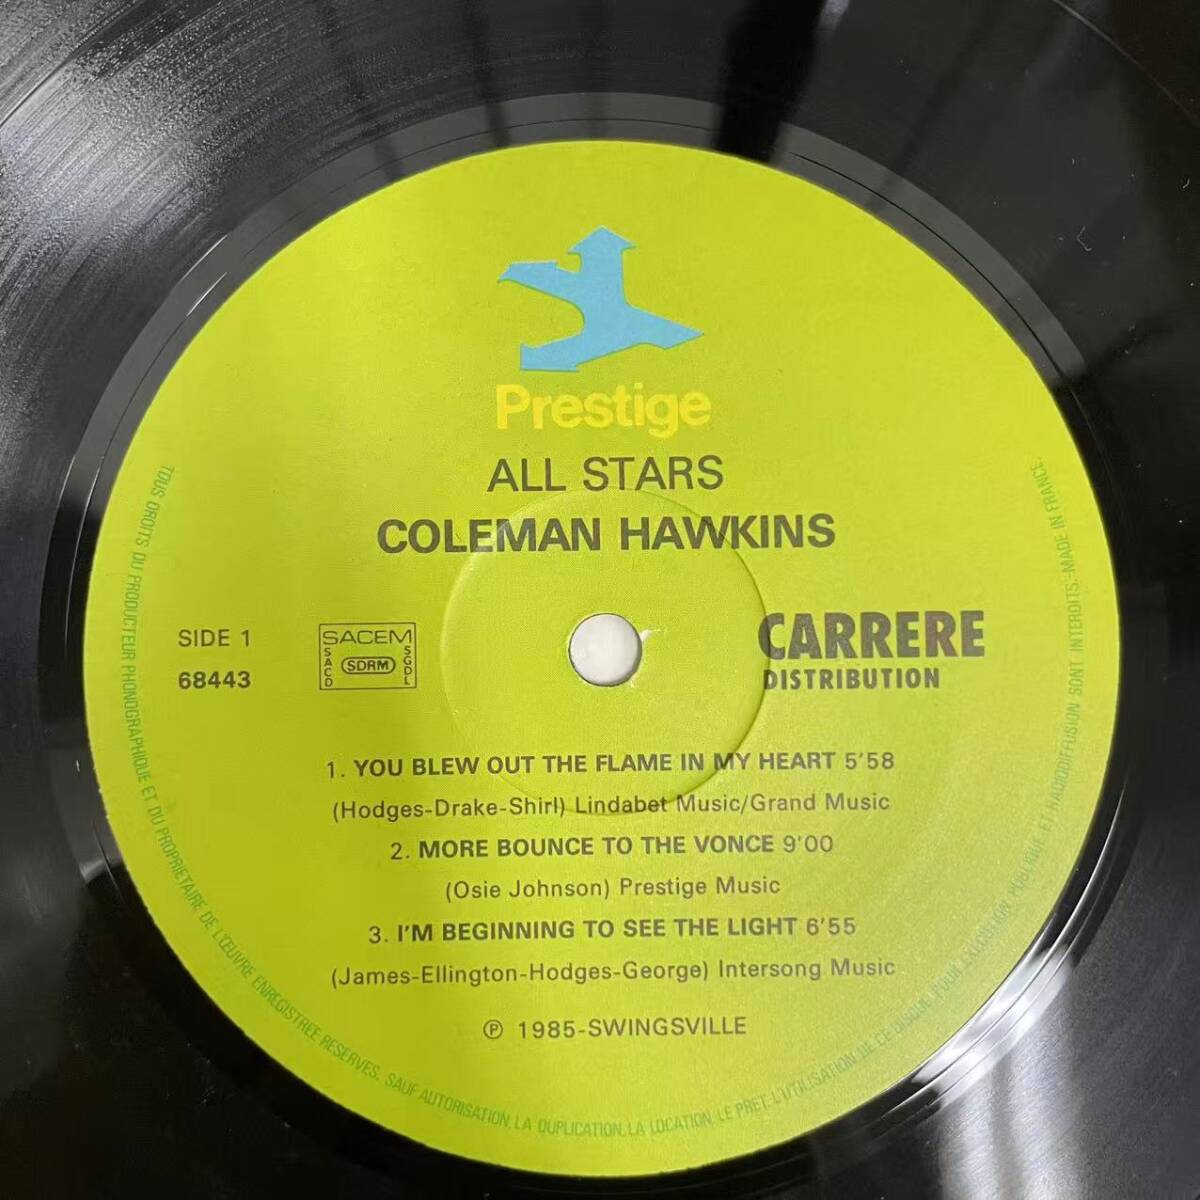 Prestige
ALL STARS
COLEMAN HAWKINS
SIDE 1
68443
SACEM
SACD
SDRM
SGDL
CARRERE
DISTRIBUTION
1. YOU BLEW OUT THE FLAME IN MY HEART 5'58
(Hodges-Drake-Shirl) Lindabet Music/Grand Music
2. MORE BOUNCE TO THE VONCE 9'00
(Osie Johnson) Prestige Music
3. I'M BEGINNING TO SEE THE LIGHT 6'55
(James-Ellington-Hodges-George) Intersong Music
℗ 1985-SWINGSVILLE
TOUS DROITS DU PRODUCTEUR PHONOGRAPHIQUE ET DU PROPRIETAIRE DE L'ŒUVRE ENREGISTREE RESERVES. SAUF AUTORISATION, LA DUPLICATION, LA LOCATION, LE PRET, L'UTILISATION DE CE DISQUE POUR EXECUTION PUBLIQUE ET RADIODIFFUSION SONT INTERDITS.-MADE IN FRANCE.